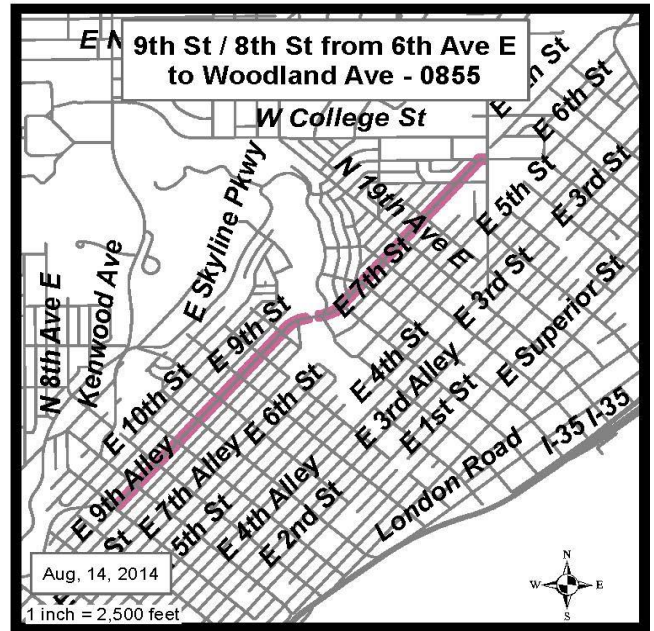 9th St / 8th St from 6th Ave E
to Woodland Ave - 0855
E N
E
h St
E 6th St
W College St
E Skyline Pkwy
N 19th Ave E
E 5th St
E 3rd St
N 8th Ave E
Kenwood Ave
E 7th St
E 3rd St
E Superior St
E 9th St
E 10th St
E 4th St
E 3rd Alley
E 1st St
E 6th St
E 9th Alley
E 7th Alley
London Road
I-35 I-35
St
5th St
E 4th Alley
E 2nd St
Aug, 14, 2014
1 inch = 2,500 feet
N
W E
S